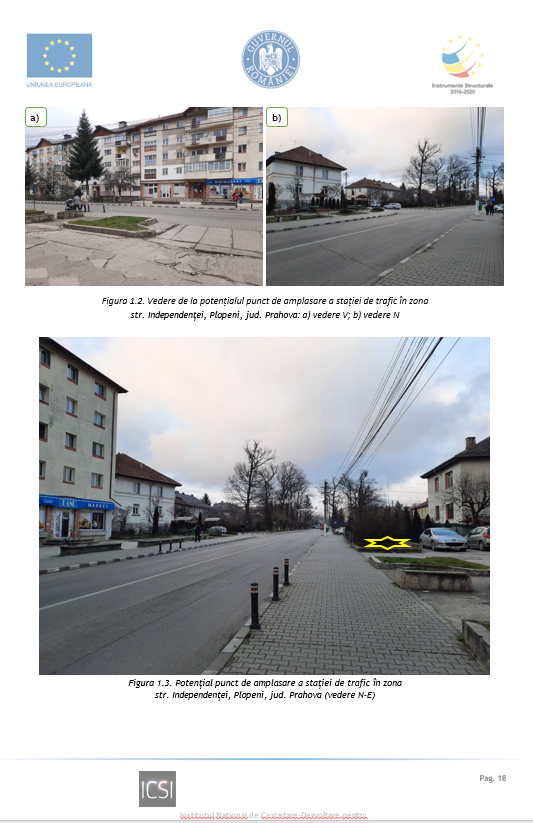 UNIUNEA EUROPEANĂ
GUVERNUL ROMÂNIEI
Instrumente Structurale
2014-2020
a)
b)
Figura 1.2. Vedere de la potențialul punct de amplasare a stației de trafic în zona
str. Independenței, Plopeni, jud. Prahova: a) vedere V; b) vedere N
MARKET
Figura 1.3. Potențial punct de amplasare a stației de trafic în zona
str. Independenței, Plopeni, jud. Prahova (vedere N-E)
Pag. 18
ICSI
Institutul Național de Cercetare-Dezvoltare pentru